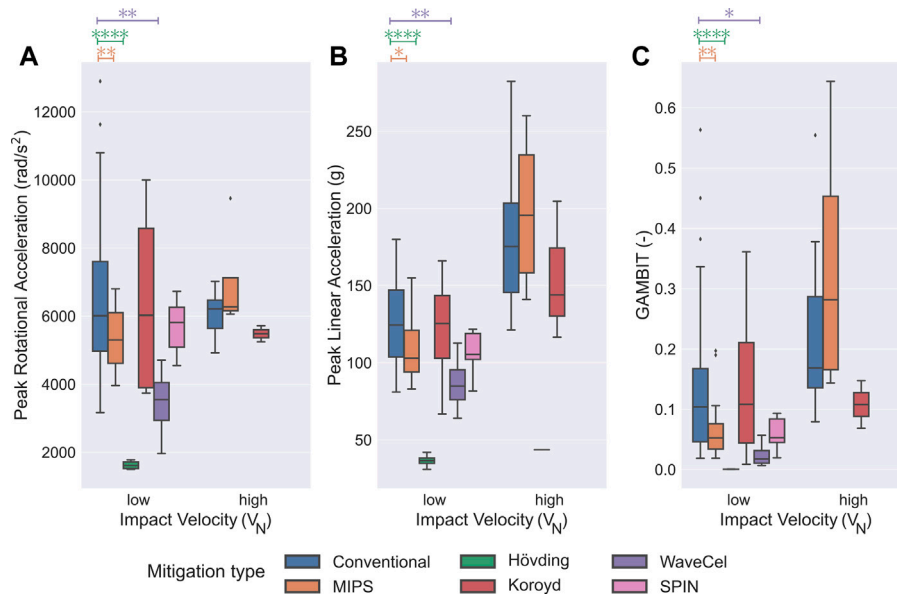 ** ** *
**** **** ****
** * **
A B C
Peak Rotational Acceleration (rad/s²)
12000
10000
8000
6000
4000
2000
low high
Impact Velocity (V_N)
Peak Linear Acceleration (g)
250
200
150
100
50
low high
Impact Velocity (V_N)
GAMBIT (-)
0.6
0.5
0.4
0.3
0.2
0.1
0.0
low high
Impact Velocity (V_N)
Mitigation type
Conventional Hövding WaveCel
MIPS Koroyd SPIN